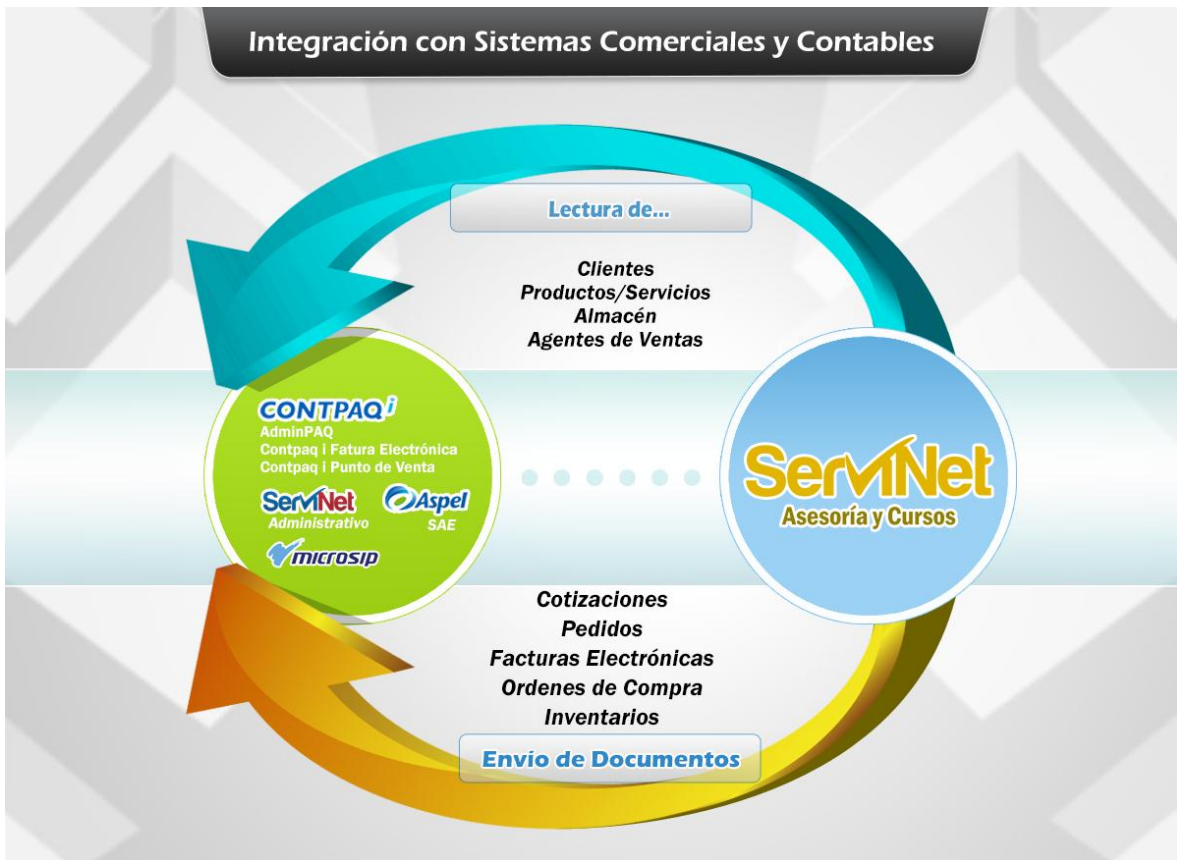 Integración con Sistemas Comerciales y Contables
Lectura de...
Clientes
Productos/Servicios
Almacén
Agentes de Ventas
CONTPAQ i
AdminPAQ
Contpaq i Fatura Electrónica
Contpaq i Punto de Venta
ServiNet
Administrativo
Aspel
SAE
microsip
ServiNet
Asesoría y Cursos
Cotizaciones
Pedidos
Facturas Electrónicas
Ordenes de Compra
Inventarios
Envío de Documentos